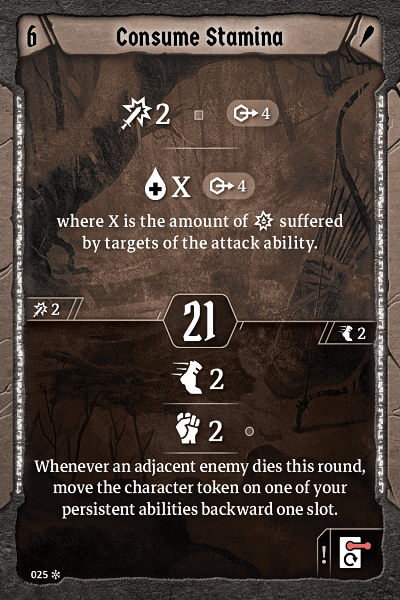 6 Consume Stamina
2 4
X 4
where X is the amount of suffered
by targets of the attack ability.
2 21 2
2
2
Whenever an adjacent enemy dies this round,
move the character token on one of your
persistent abilities backward one slot.
!
025